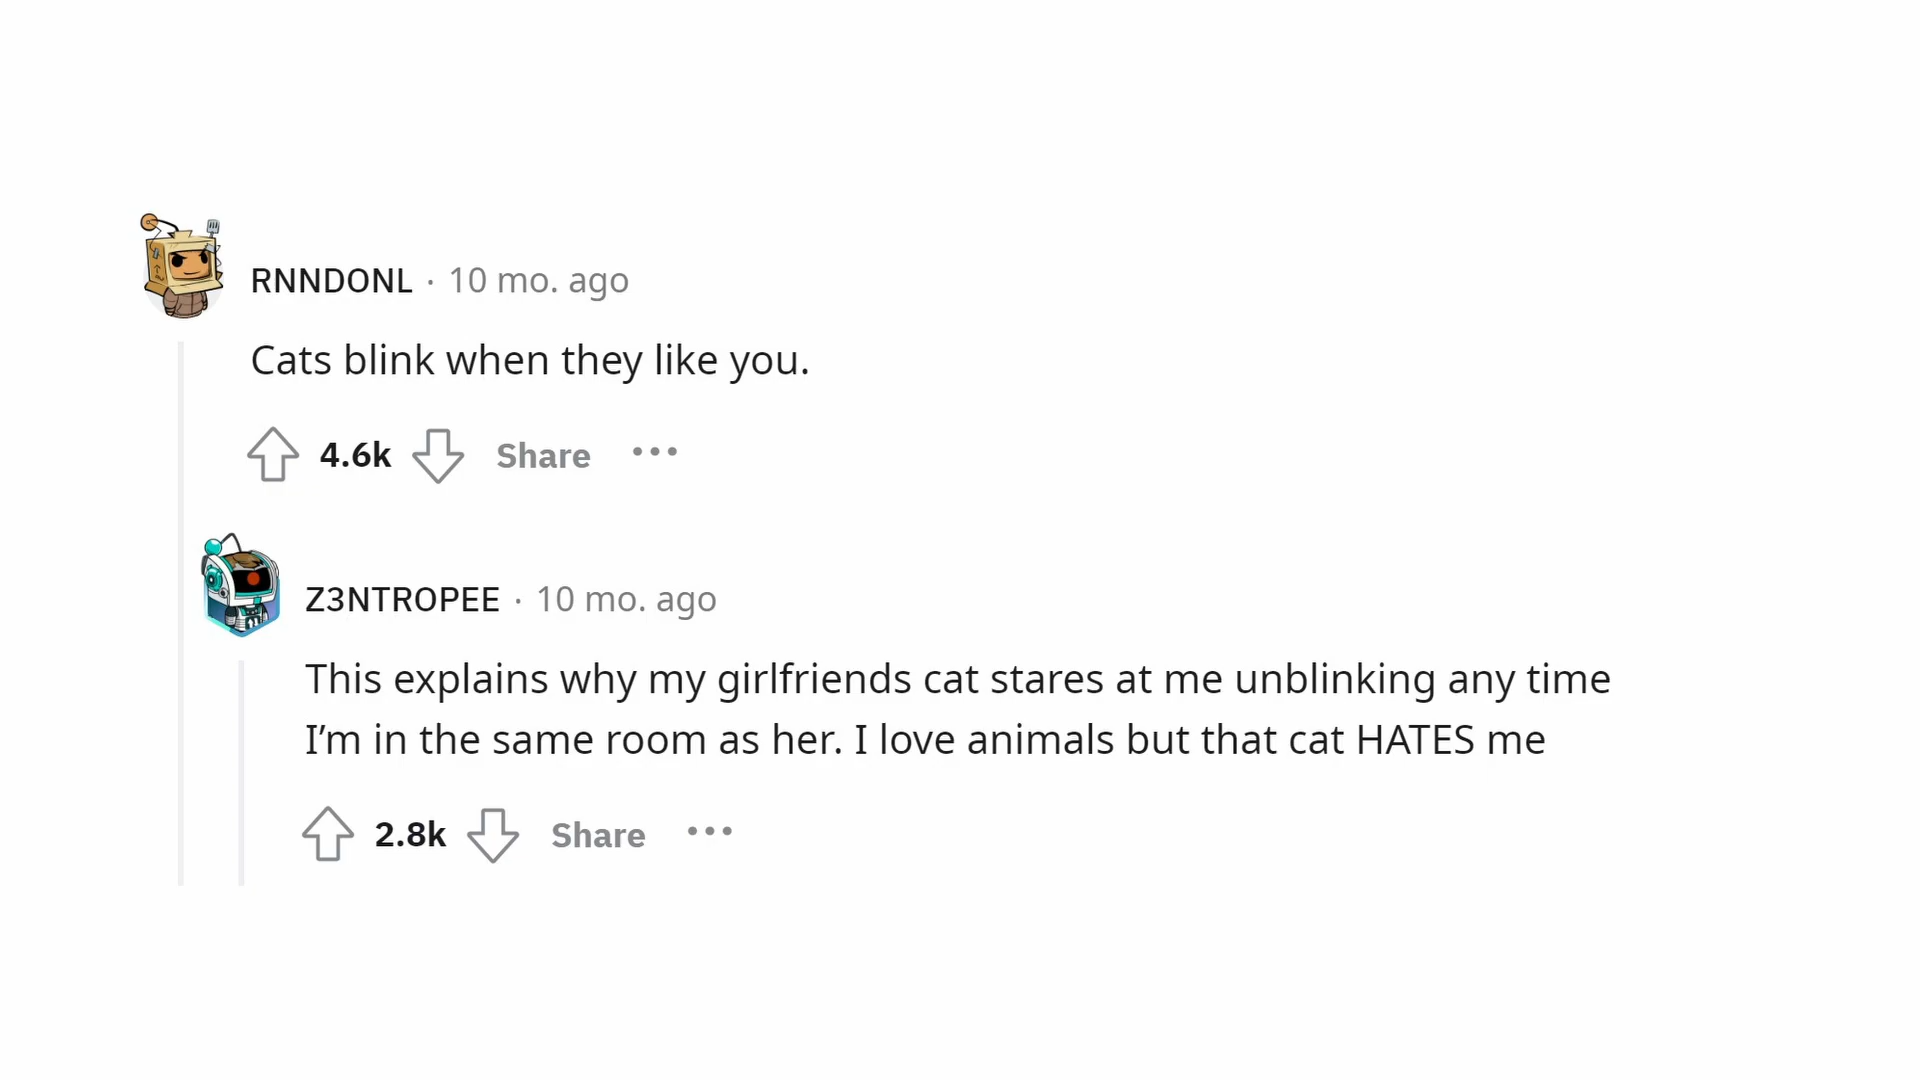 RNNDONL · 10 mo. ago
Cats blink when they like you.
4.6k Share ...
Z3NTROPEE · 10 mo. ago
This explains why my girlfriends cat stares at me unblinking any time
I’m in the same room as her. I love animals but that cat HATES me
2.8k Share ...